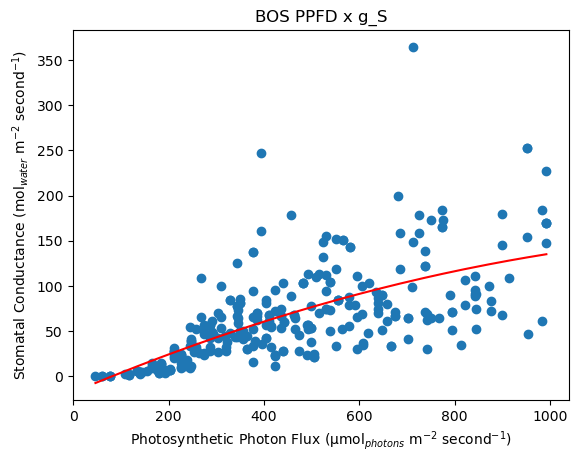 BOS PPFD x g_S
Stomatal Conductance (mol_water m⁻² second⁻¹)
350
300
250
200
150
100
50
0
0 200 400 600 800 1000
Photosynthetic Photon Flux (μmol_photons m⁻² second⁻¹)